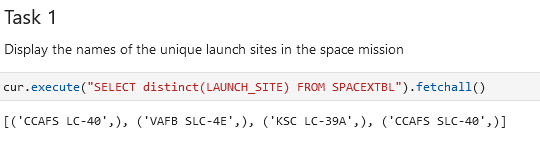 Task 1
Display the names of the unique launch sites in the space mission
cur.execute("SELECT distinct(LAUNCH_SITE) FROM SPACEXTBL").fetchall()
[('CCAFS LC-40',), ('VAFB SLC-4E',), ('KSC LC-39A',), ('CCAFS SLC-40',)]